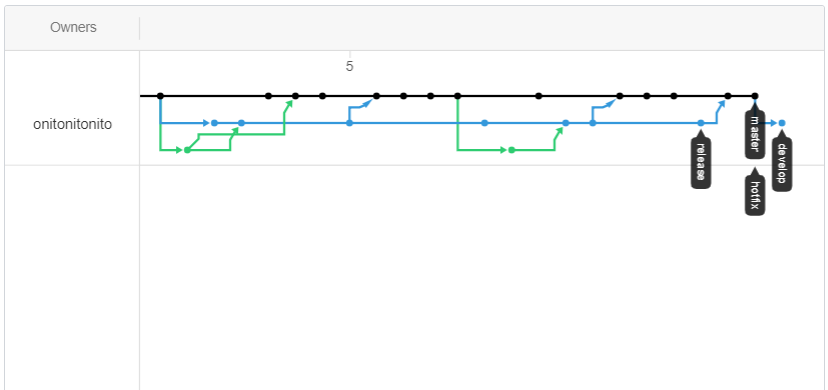 Owners
5
onitonitonito
master
release
develop
hotfix